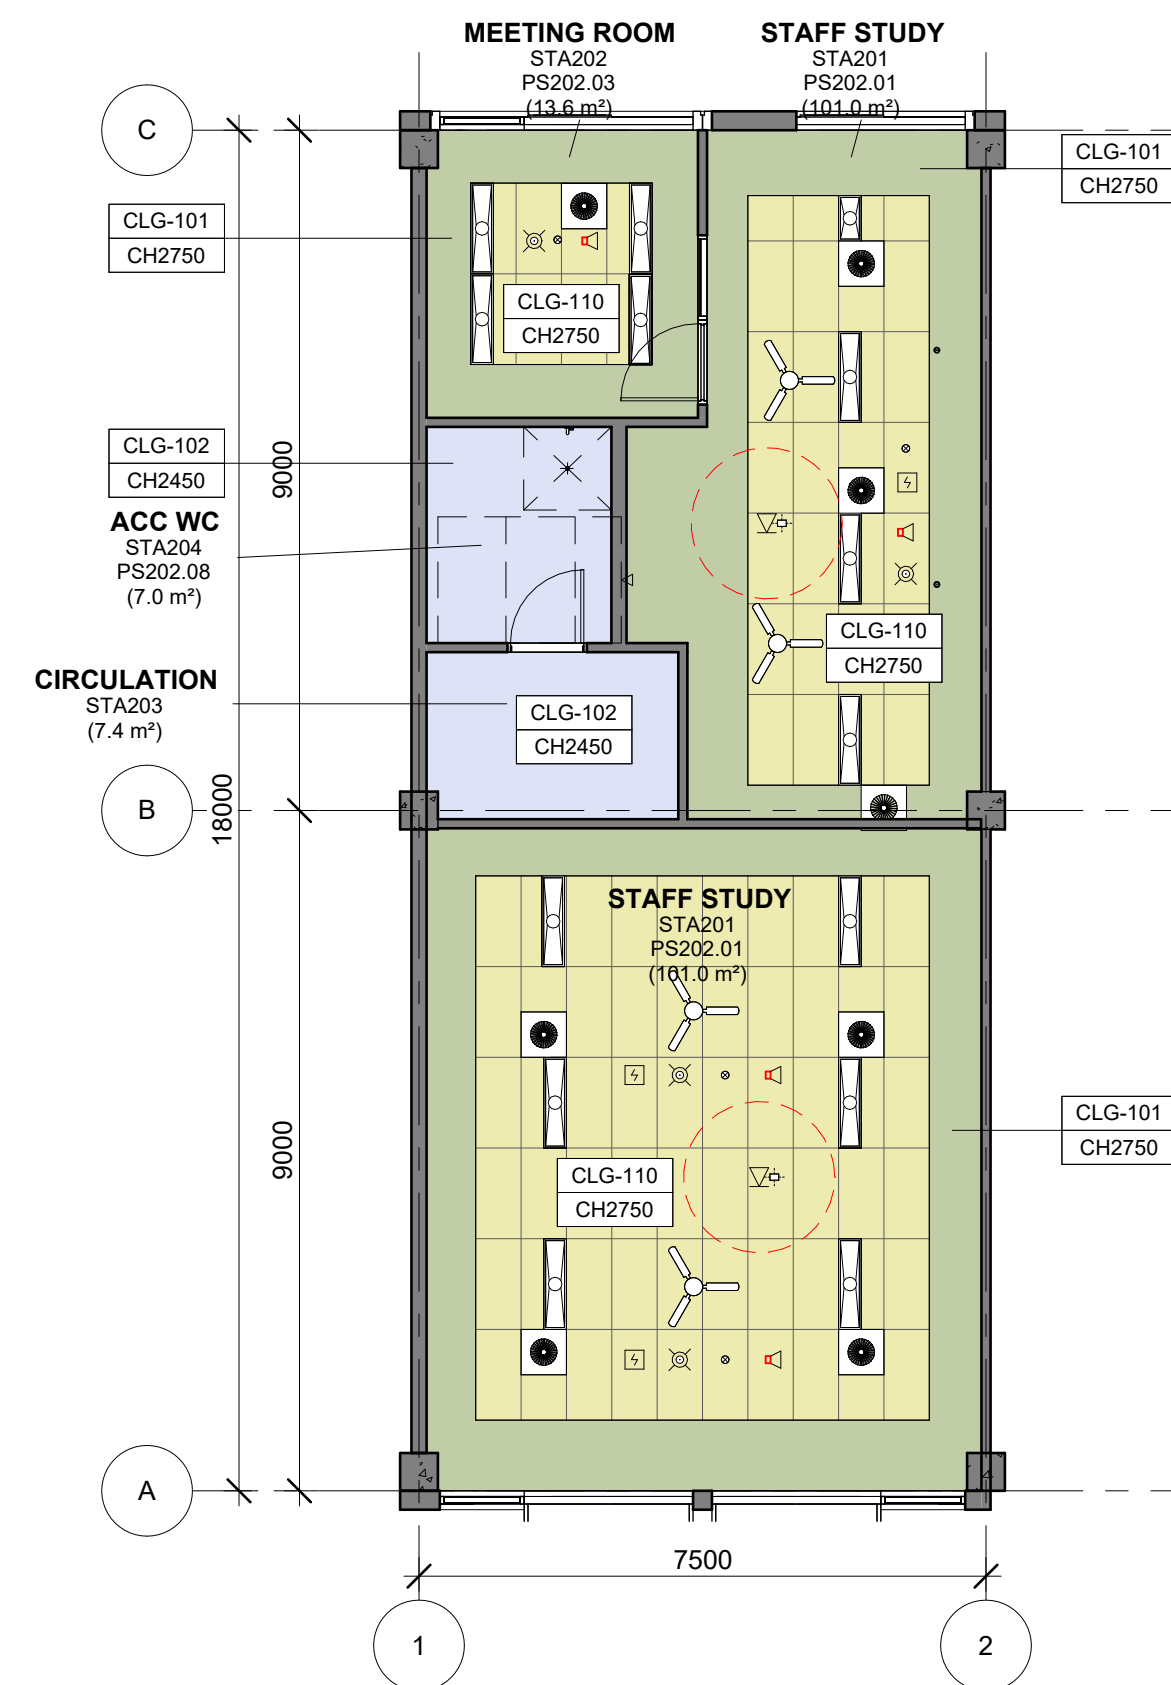 MEETING ROOM
STA202
PS202.03
(13.6 m²)
STAFF STUDY
STA201
PS202.01
(101.0 m²)
C
CLG-101
CH2750
CLG-101
CH2750
CLG-110
CH2750
CLG-102
CH2450
9000
ACC WC
STA204
PS202.08
(7.0 m²)
CLG-110
CH2750
CIRCULATION
STA203
(7.4 m²)
CLG-102
CH2450
B
18000
STAFF STUDY
STA201
PS202.01
(101.0 m²)
9000
CLG-101
CH2750
CLG-110
CH2750
A
7500
1
2